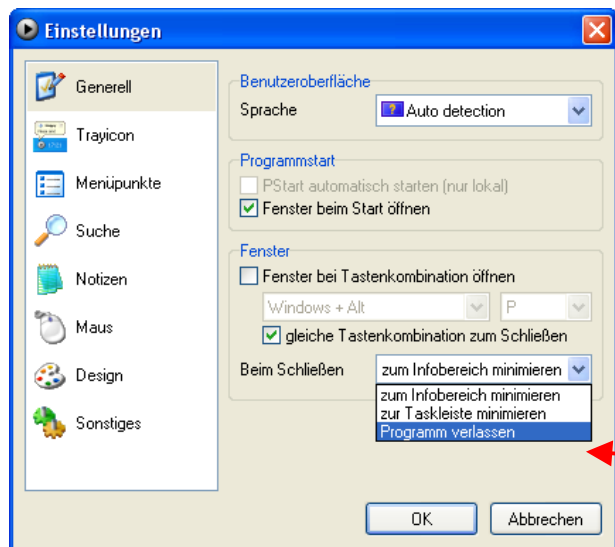 Einstellungen
Generell
Trayicon
Menüpunkte
Suche
Notizen
Maus
Design
Sonstiges
Benutzeroberfläche
Sprache
Auto detection
Programmstart
PStart automatisch starten (nur lokal)
Fenster beim Start öffnen
Fenster
Fenster bei Tastenkombination öffnen
Windows + Alt
P
gleiche Tastenkombination zum Schließen
Beim Schließen
zum Infobereich minimieren
zum Infobereich minimieren
zur Taskleiste minimieren
Programm verlassen
OK
Abbrechen